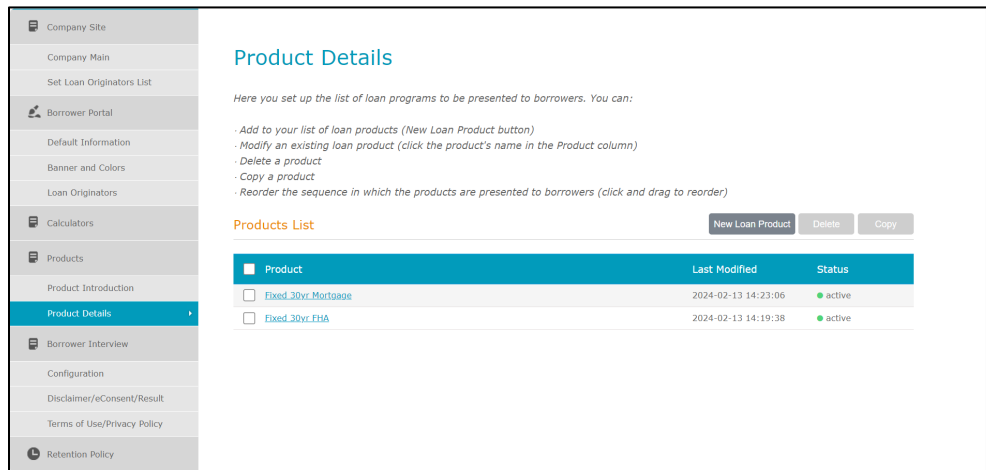 Company Site
Company Main
Set Loan Originators List
Borrower Portal
Default Information
Banner and Colors
Loan Originators
Calculators
Products
Product Introduction
Product Details
Borrower Interview
Configuration
Disclaimer/eConsent/Result
Terms of Use/Privacy Policy
Retention Policy
Product Details
Here you set up the list of loan programs to be presented to borrowers. You can:
· Add to your list of loan products (New Loan Product button)
· Modify an existing loan product (click the product's name in the Product column)
· Delete a product
· Copy a product
· Reorder the sequence in which the products are presented to borrowers (click and drag to reorder)
Products List New Loan Product Delete Copy
Product Last Modified Status
Fixed 30yr Mortgage 2024-02-13 14:23:06 active
Fixed 30yr FHA 2024-02-13 14:19:38 active